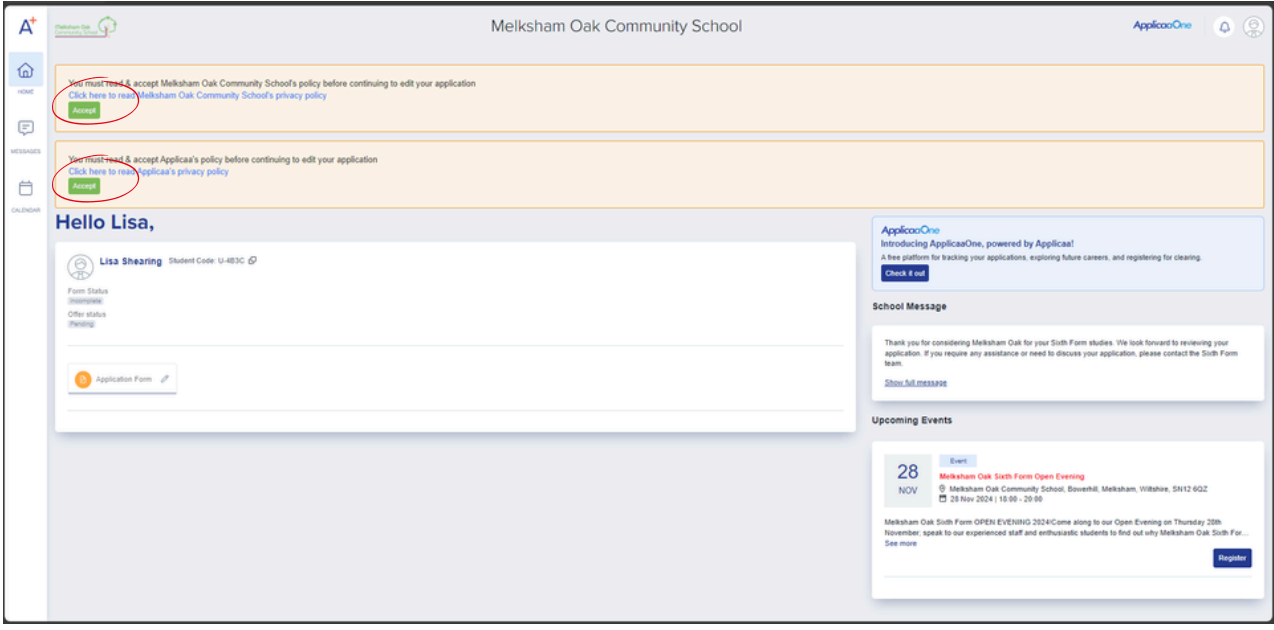 A+
Melksham Oak
Community School
Melksham Oak Community School
ApplicaaOne
HOME
MESSAGES
CALENDAR
You must read & accept Melksham Oak Community School's policy before continuing to edit your application
Click here to read Melksham Oak Community School's privacy policy
Accept
You must read & accept Applicaa's policy before continuing to edit your application
Click here to read Applicaa's privacy policy
Accept
Hello Lisa,
Lisa Shearing Student Code: U-4B3C
Form Status
Incomplete
Offer status
Pending
Application Form
ApplicaaOne
Introducing ApplicaaOne, powered by Applicaa!
A free platform for tracking your applications, exploring future careers, and registering for clearing.
Check it out
School Message
Thank you for considering Melksham Oak for your Sixth Form studies. We look forward to reviewing your
application. If you require any assistance or need to discuss your application, please contact the Sixth Form
team.
Show full message
Upcoming Events
28
NOV
Event
Melksham Oak Sixth Form Open Evening
Melksham Oak Community School, Bowerhill, Melksham, Wiltshire, SN12 6QZ
28 Nov 2024 | 18:00 - 20:00
Melksham Oak Sixth Form OPEN EVENING 2024!Come along to our Open Evening on Thursday 28th
November; speak to our experienced staff and enthusiastic students to find out why Melksham Oak Sixth For...
See more
Register